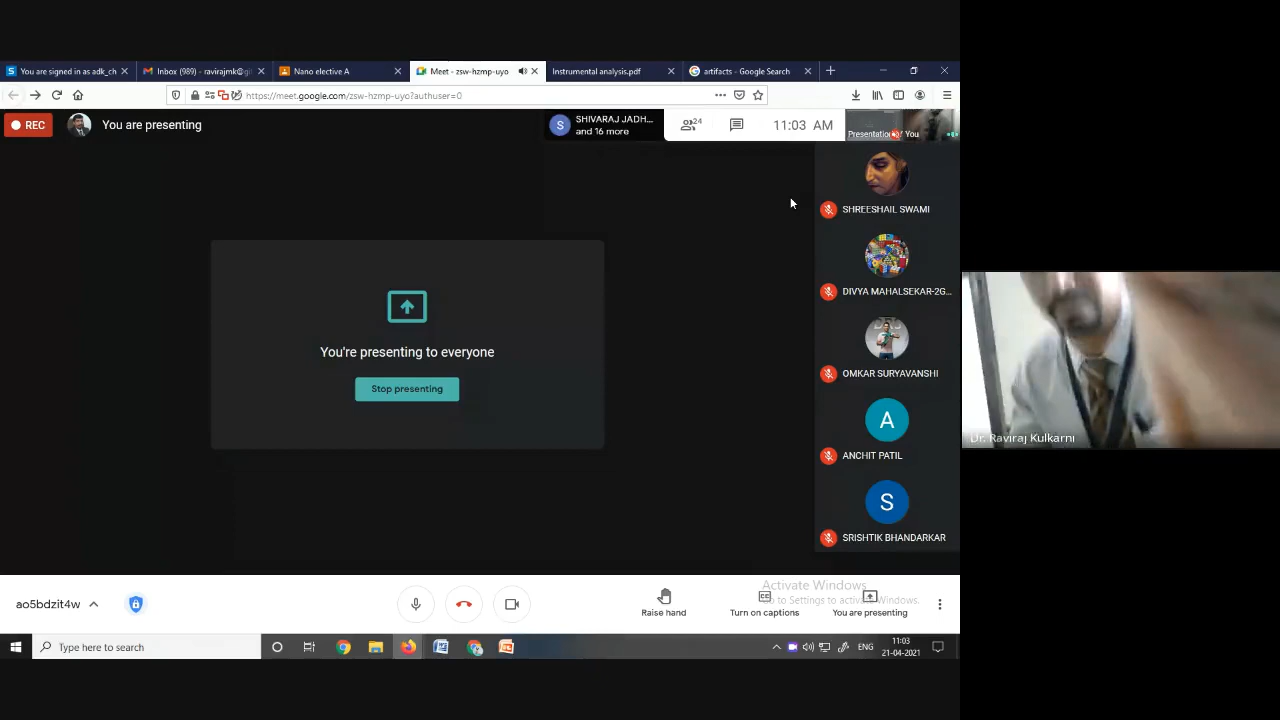 You are signed in as adk_ch
Inbox (989) - ravirajmk@gi
Nano elective A
Meet - zsw-hzmp-uyo
Instrumental analysis.pdf
artifacts - Google Search
https://meet.google.com/zsw-hzmp-uyo?authuser=0
REC
You are presenting
S
SHIVARAJ JADH...
and 16 more
24
11:03 AM
Presentation
You
SHREESHAIL SWAMI
DIVYA MAHALSEKAR-2G...
OMKAR SURYAVANSHI
A
ANCHIT PATIL
S
SRISHTIK BHANDARKAR
You're presenting to everyone
Stop presenting
Dr. Raviraj Kulkarni
ao5bdzit4w
Raise hand
Turn on captions
You are presenting
Activate Windows
Go to Settings to activate Windows.
Type here to search
ENG
11:03
21-04-2021